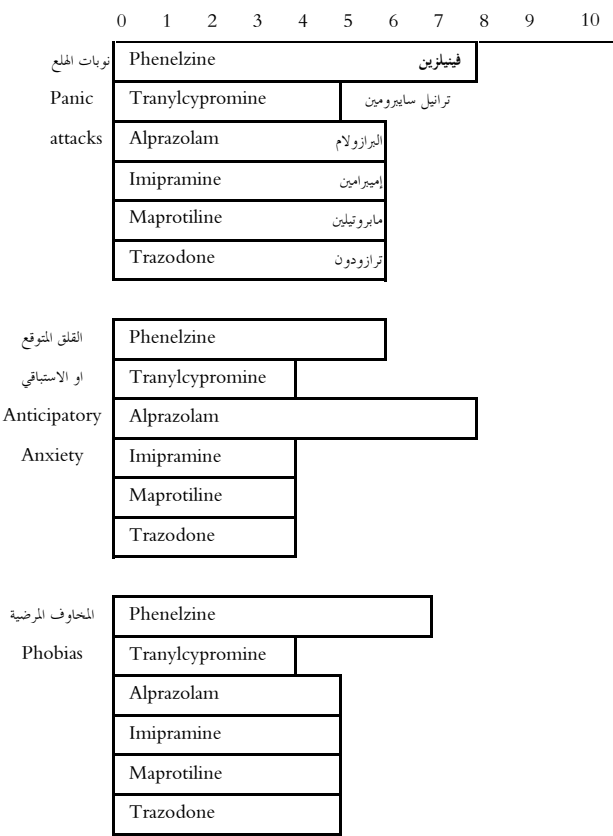 0 1 2 3 4 5 6 7 8 9 10
نوبات الهلع Phenelzine فينيلزين
Panic Tranylcypromine ترانيل سايبرومين
attacks Alprazolam البرازولام
Imipramine إميبرامين
Maprotiline مابروتيلين
Trazodone ترازودون
القلق المتوقع Phenelzine
او الاستباقي Tranylcypromine
Anticipatory Alprazolam
Anxiety Imipramine
Maprotiline
Trazodone
المخاوف المرضية Phenelzine
Phobias Tranylcypromine
Alprazolam
Imipramine
Maprotiline
Trazodone